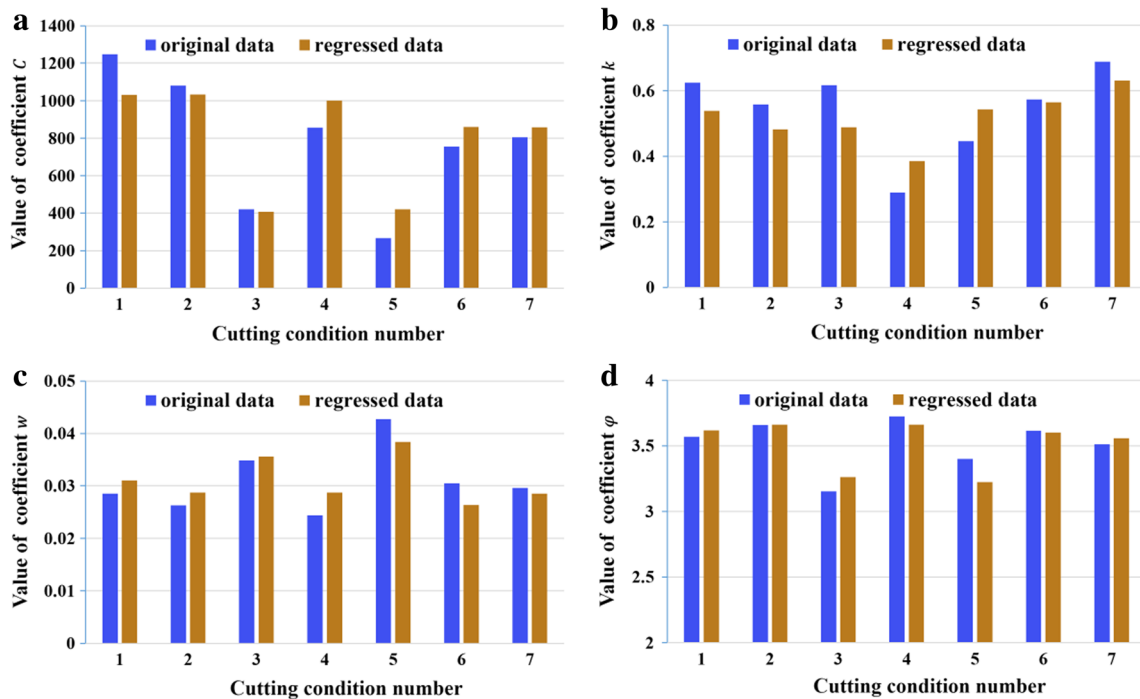 a
Value of coefficient C
1400
1200
1000
800
600
400
200
0
original data regressed data
1 2 3 4 5 6 7
Cutting condition number
b
Value of coefficient k
0.8
0.6
0.4
0.2
0
original data regressed data
1 2 3 4 5 6 7
Cutting condition number
c
Value of coefficient w
0.05
0.04
0.03
0.02
0.01
0
original data regressed data
1 2 3 4 5 6 7
Cutting condition number
d
Value of coefficient φ
4
3.5
3
3.5
2
original data regressed data
1 2 3 4 5 6 7
Cutting condition number